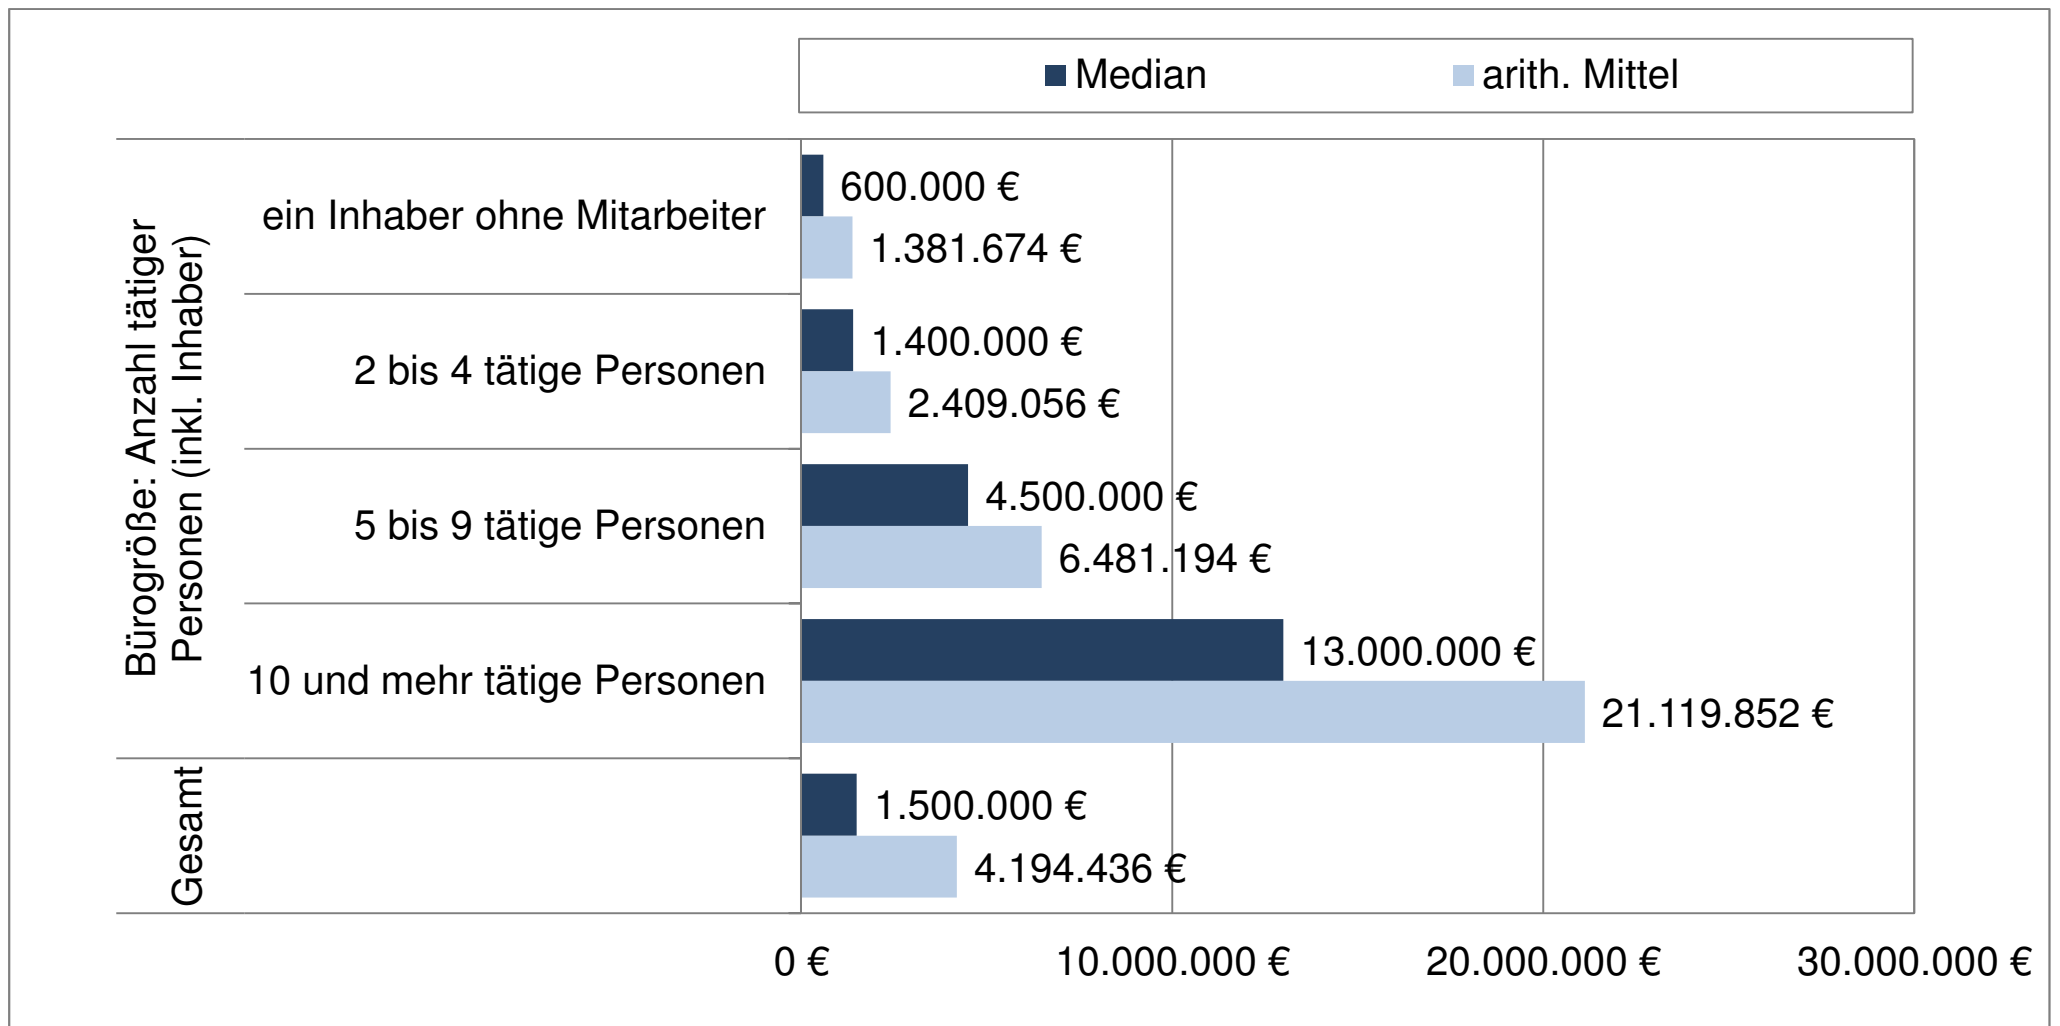 Median
arith. Mittel
Bürogröße: Anzahl tätiger
Personen (inkl. Inhaber)
ein Inhaber ohne Mitarbeiter
600.000 €
1.381.674 €
2 bis 4 tätige Personen
1.400.000 €
2.409.056 €
5 bis 9 tätige Personen
4.500.000 €
6.481.194 €
10 und mehr tätige Personen
13.000.000 €
21.119.852 €
Gesamt
1.500.000 €
4.194.436 €
0 €
10.000.000 €
20.000.000 €
30.000.000 €